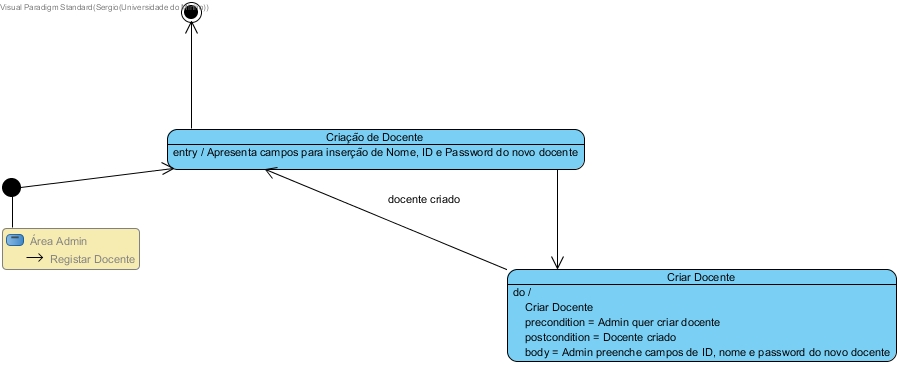 Visual Paradigm Standard(Sergio(Universidade do
Criação de Docente
entry / Apresenta campos para inserção de Nome, ID e Password do novo docente
docente criado
Área Admin
Registar Docente
Criar Docente
do /
Criar Docente
precondition = Admin quer criar docente
postcondition = Docente criado
body = Admin preenche campos de ID, nome e password do novo docente